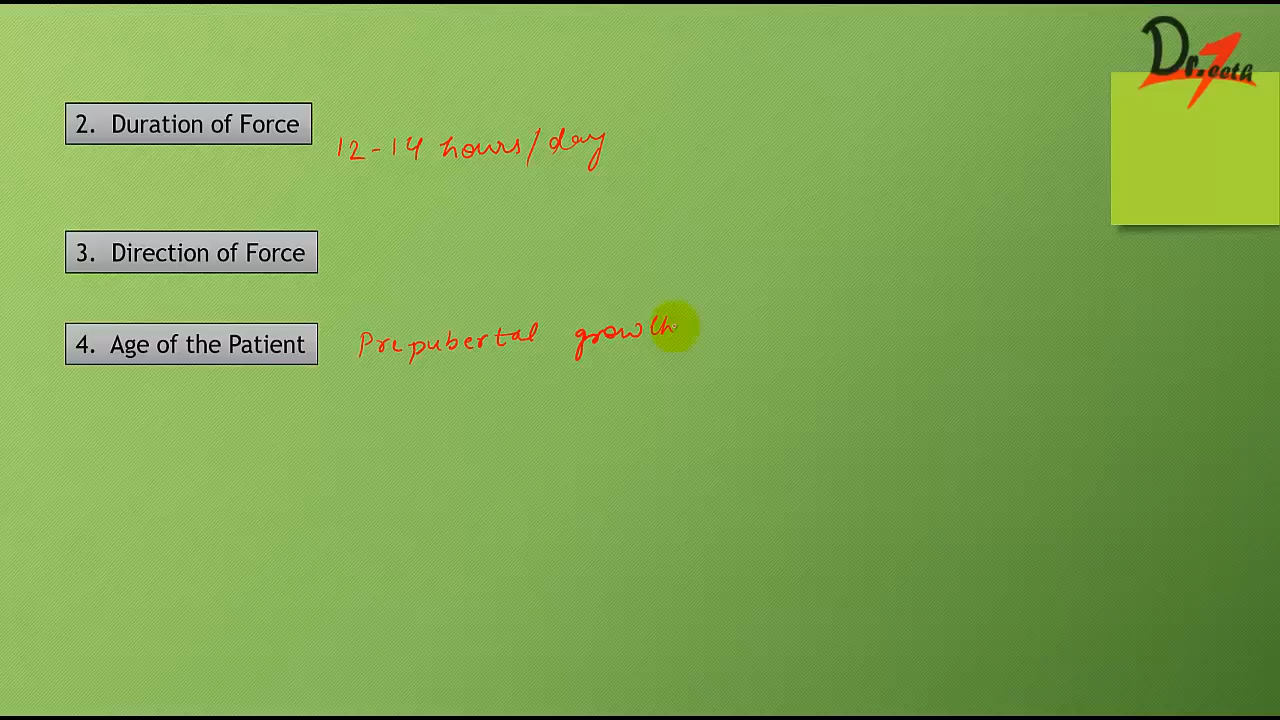 Dr.eeth
2. Duration of Force
12-14 hours/day
3. Direction of Force
4. Age of the Patient
Prepubertal growth